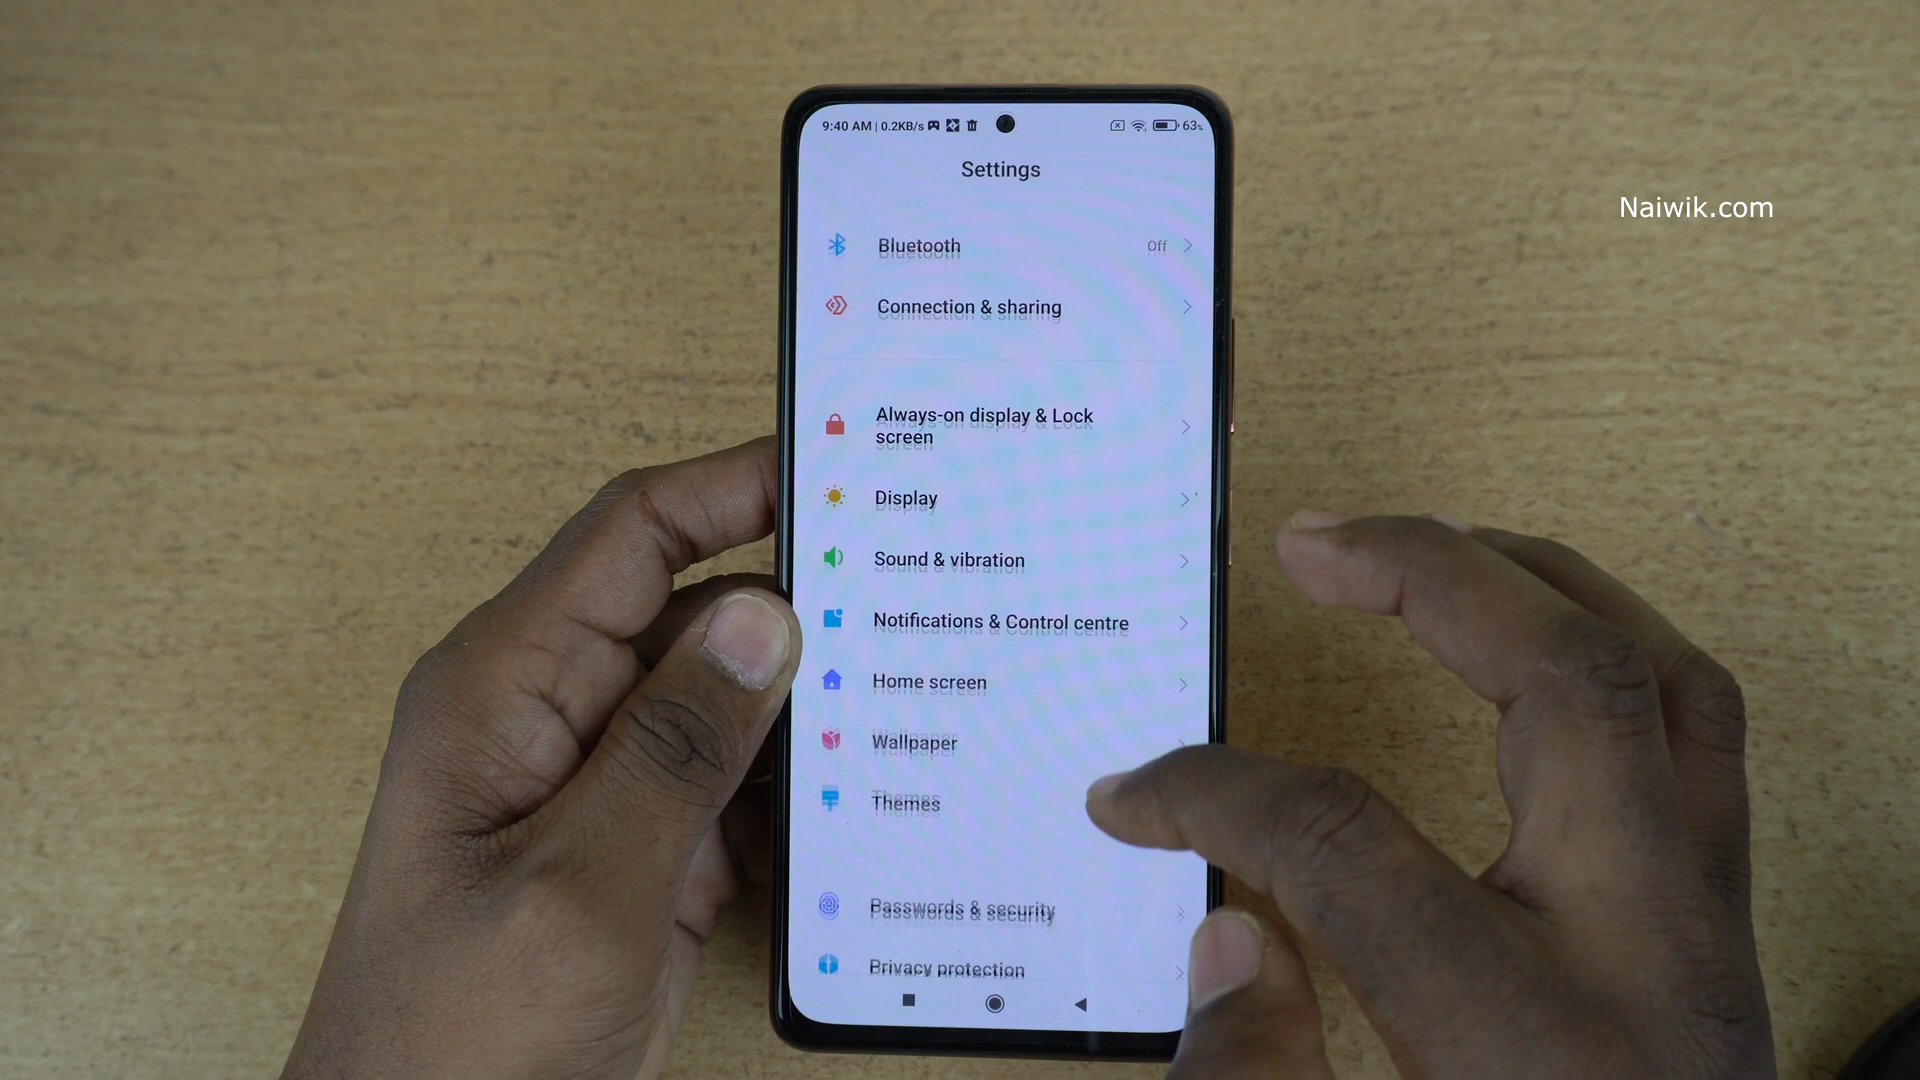 9:40 AM | 0.2KB/s
63%
Settings
Naiwik.com
Bluetooth
Off
Connection & sharing
Always-on display & Lock
screen
Display
Sound & vibration
Notifications & Control centre
Home screen
Wallpaper
Themes
Passwords & security
Privacy protection